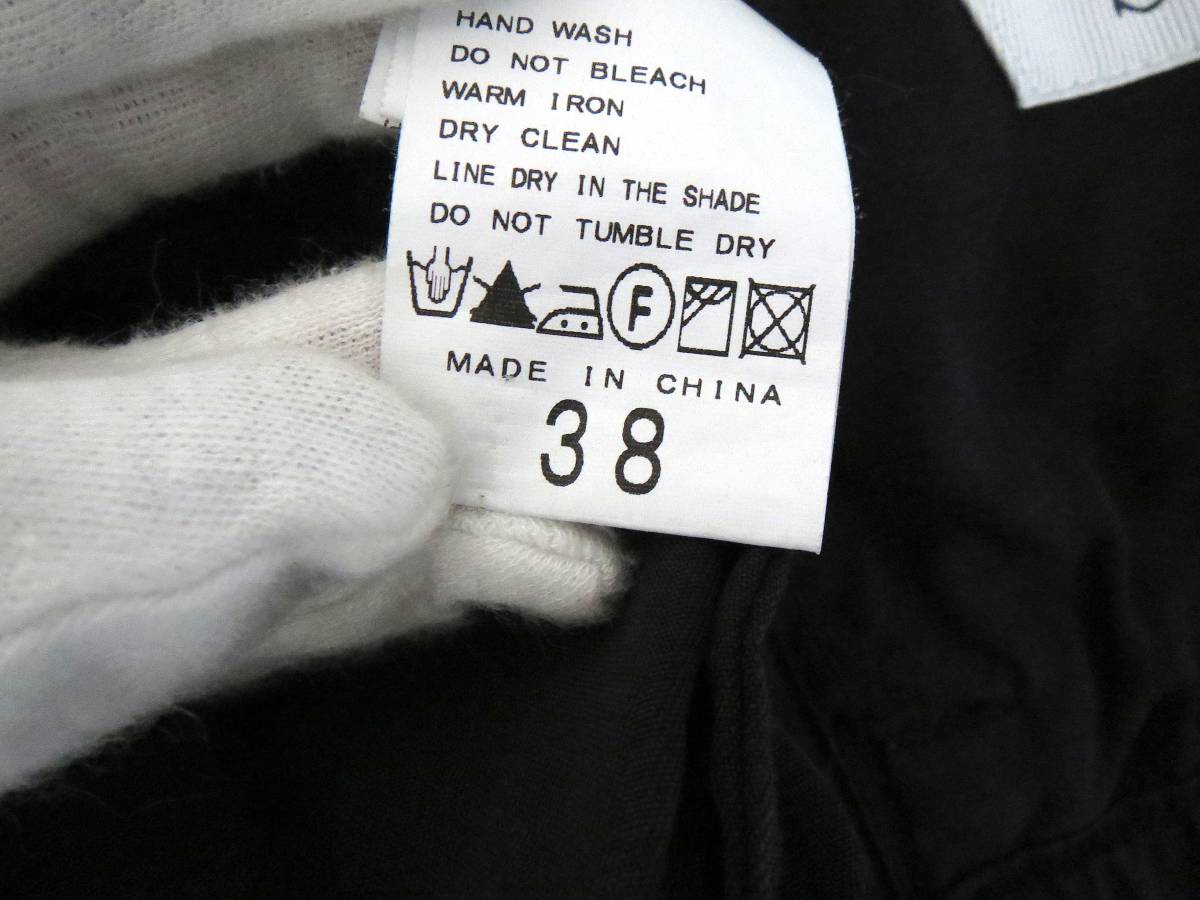 HAND WASH
DO NOT BLEACH
WARM IRON
DRY CLEAN
LINE DRY IN THE SHADE
DO NOT TUMBLE DRY
F
MADE IN CHINA
38